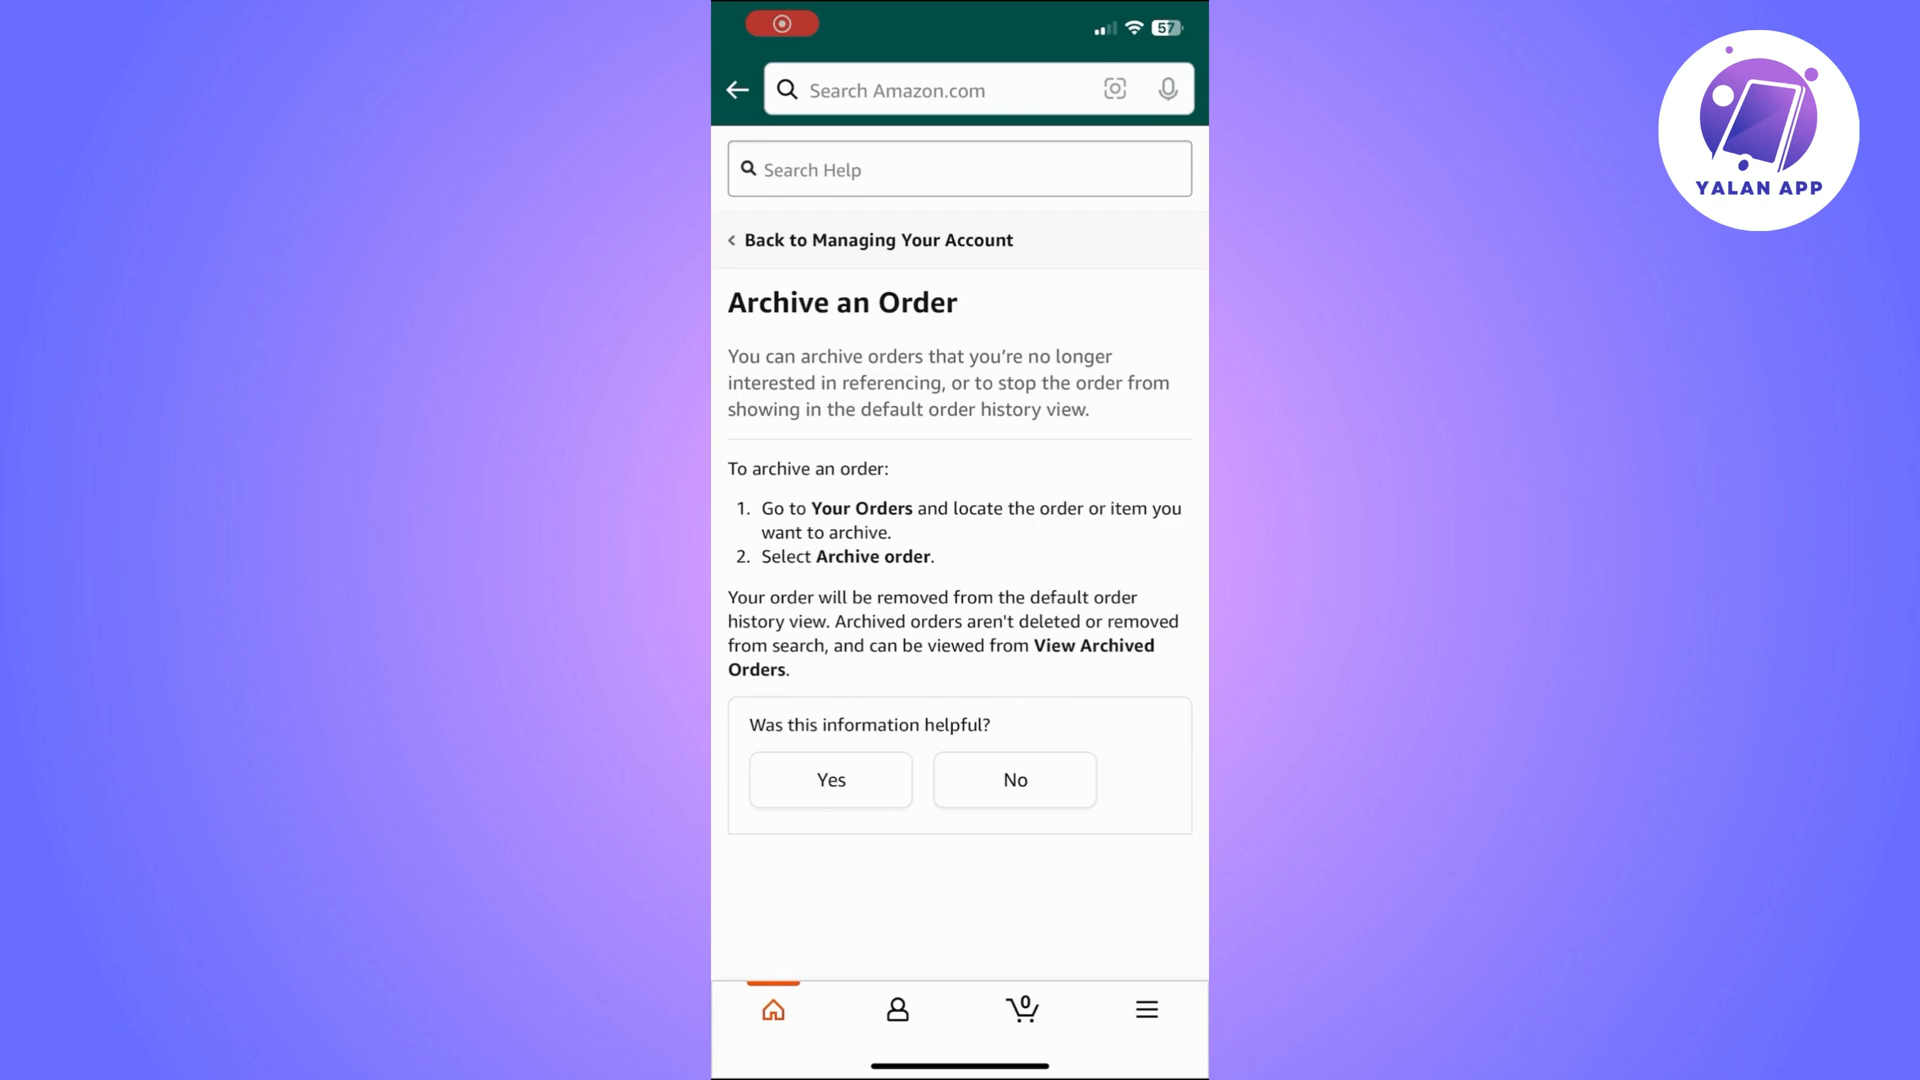 57
Search Amazon.com
YALAN APP
Search Help
Back to Managing Your Account
Archive an Order
You can archive orders that you’re no longer
interested in referencing, or to stop the order from
showing in the default order history view.
To archive an order:
1. Go to Your Orders and locate the order or item you
want to archive.
2. Select Archive order.
Your order will be removed from the default order
history view. Archived orders aren't deleted or removed
from search, and can be viewed from View Archived
Orders.
Was this information helpful?
Yes No
0